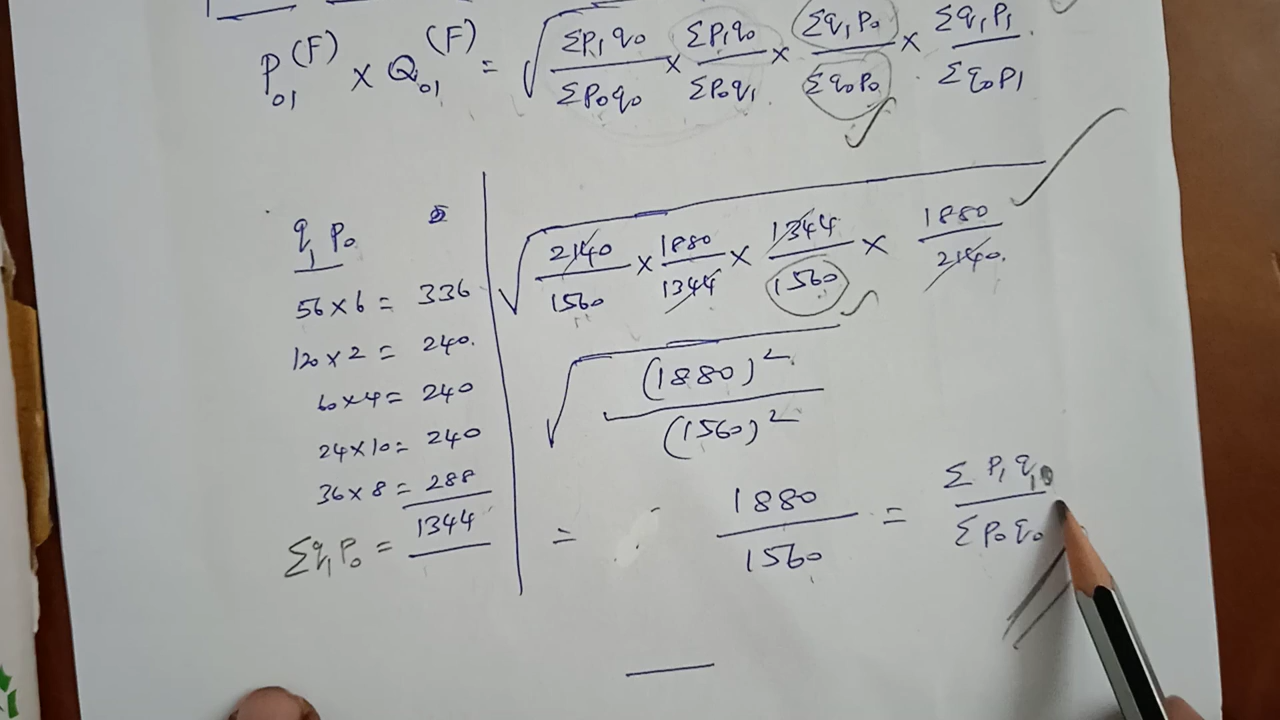 P₀₁⁽ᶠ⁾ × Q₀₁⁽ᶠ⁾ = √( ΣP₁q₀/ΣP₀q₀ × ΣP₁q₀/ΣP₀q₁ × Σq₁P₀/Σq₀P₀ × Σq₁P₁/Σq₀P₁ )
q₁ P₀
56 × 6 = 336
120 × 2 = 240.
60 × 4 = 240
24 × 10 = 240
36 × 8 = 288
1344
Σq₁P₀ =
√( 2140/1560 × 1880/1344 × 1344/1560 × 1880/2140. )
√( (1880)²/(1560)² )
= 1880/1560 = ΣP₁q₁/ΣP₀q₀